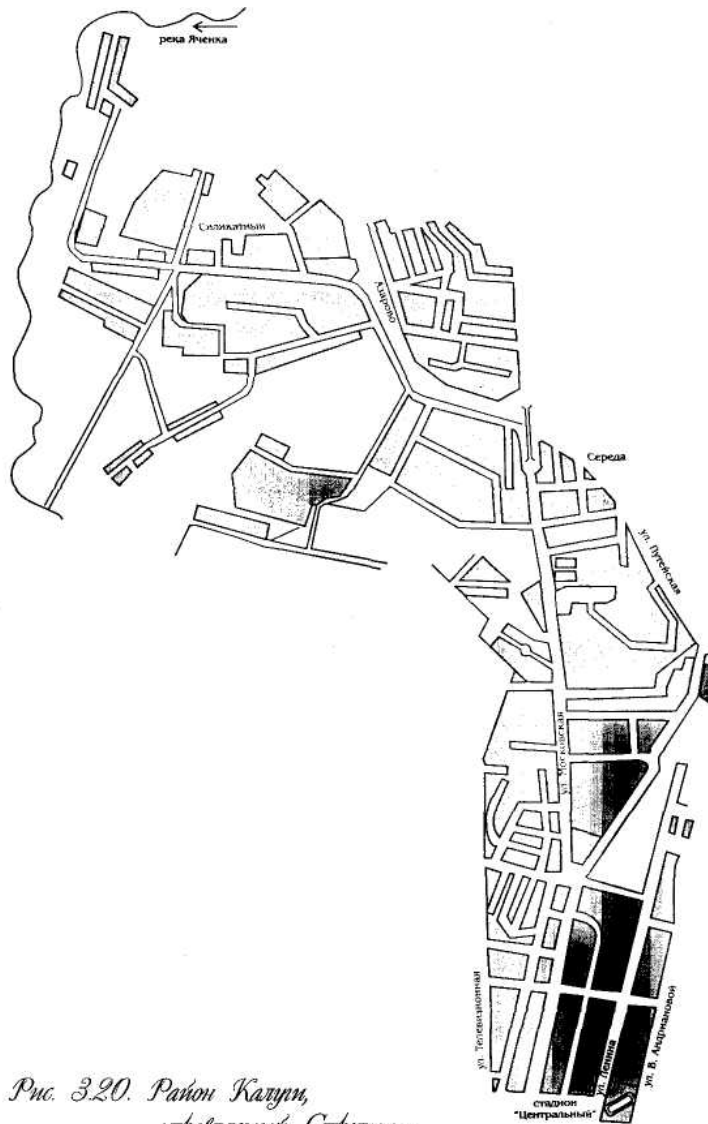 река Яченка
Силикатный
Азарово
Середа
ул. Путейская
ул. Московская
ул. Телевизионная
ул. Ленина
ул. В. Андриановой
стадион
"Центральный"
Рис. 3.20. Район Калуги,